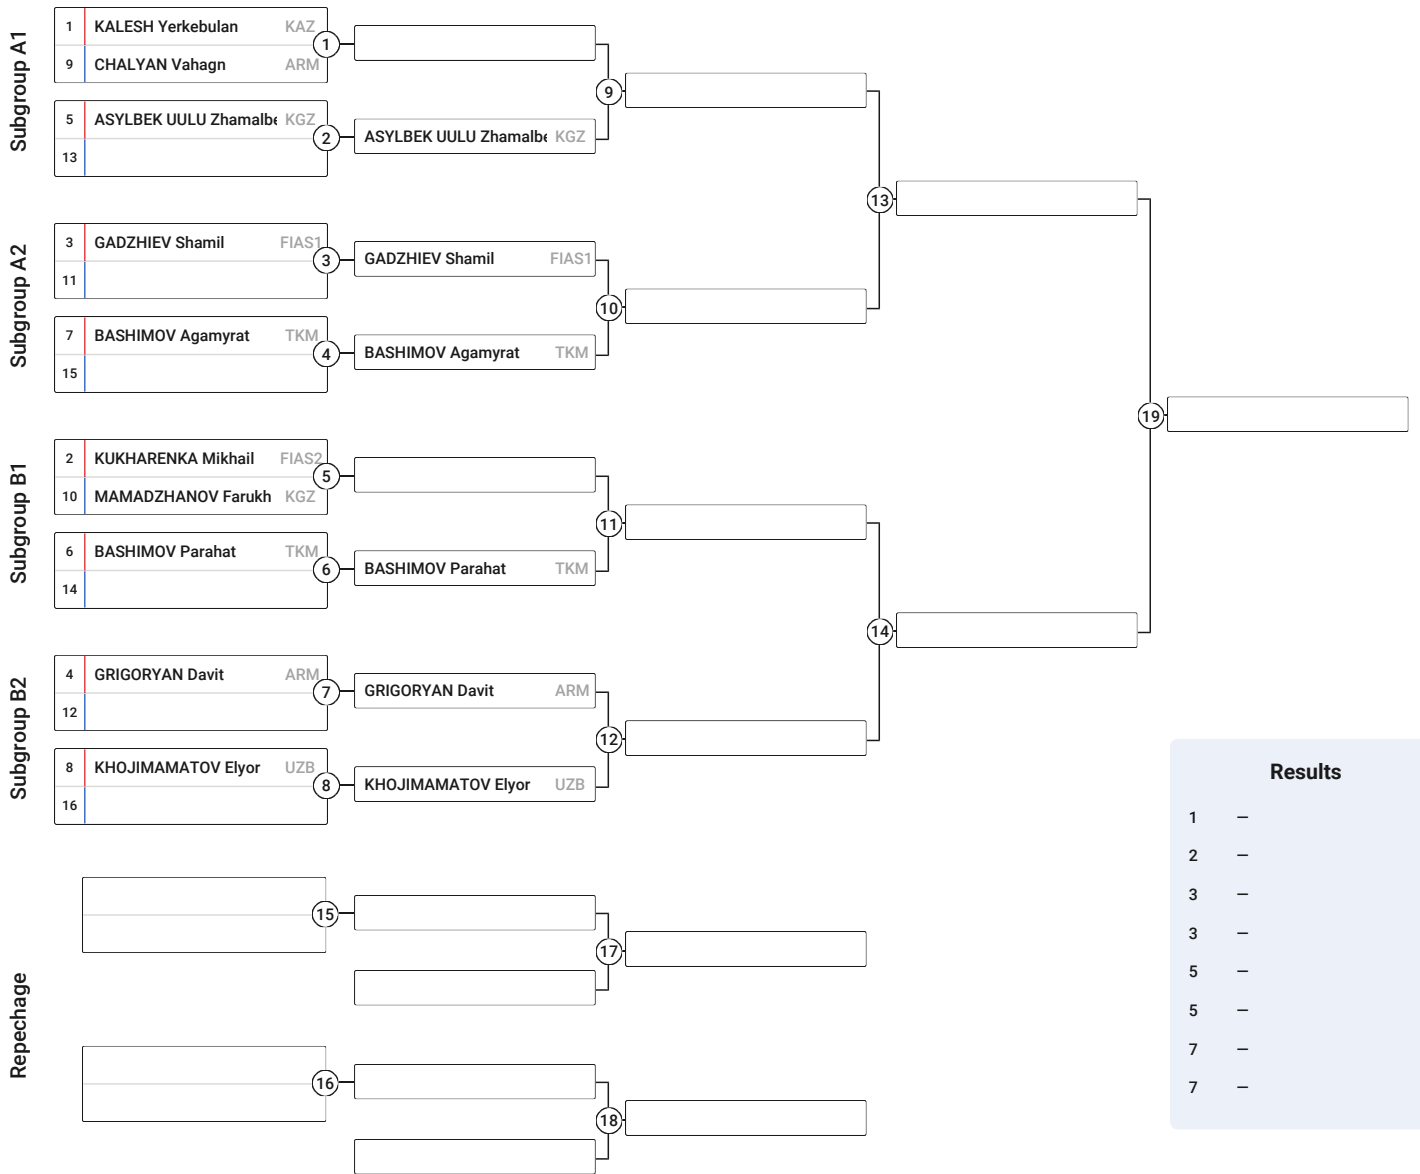 Subgroup A1
1 KALESH Yerkebulan KAZ
9 CHALYAN Vahagn ARM
1
5 ASYLBEK UULU Zhamalbe KGZ
13
2
ASYLBEK UULU Zhamalbe KGZ
9
Subgroup A2
3 GADZHIEV Shamil FIAS1
11
3
GADZHIEV Shamil FIAS1
7 BASHIMOV Agamyrat TKM
15
4
BASHIMOV Agamyrat TKM
10
13
Subgroup B1
2 KUKHARENKA Mikhail FIAS2
10 MAMADZHANOV Farukh KGZ
5
6 BASHIMOV Parahat TKM
14
6
BASHIMOV Parahat TKM
11
Subgroup B2
4 GRIGORYAN Davit ARM
12
7
GRIGORYAN Davit ARM
8 KHOJIMAMATOV Elyor UZB
16
8
KHOJIMAMATOV Elyor UZB
12
14
19
Repechage
15
17
16
18
Results
1 –
2 –
3 –
3 –
5 –
5 –
7 –
7 –